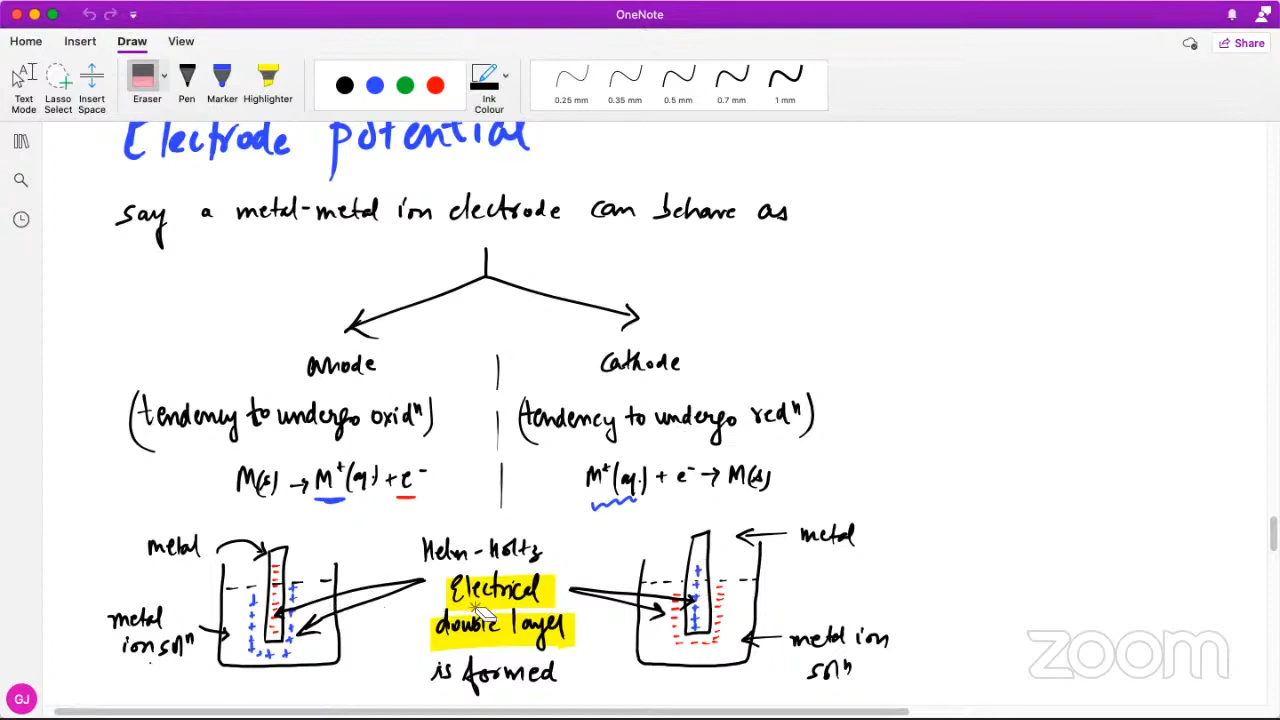 OneNote
Home Insert Draw View
Share
Text Mode
Lasso Select
Insert Space
Eraser
Pen
Marker
Highlighter
Ink Colour
0.25 mm 0.35 mm 0.5 mm 0.7 mm 1 mm
Electrode potential
say a metal-metal ion electrode can behave as
anode
cathode
(tendency to undergo oxidⁿ)
(tendency to undergo redⁿ)
M(s) → M⁺(aq.) + e⁻
M⁺(aq.) + e⁻ → M(s)
metal
metal ion solⁿ
Helm-holtz
Electrical
double layer
is formed
metal
metal ion
solⁿ
zoom
GJ